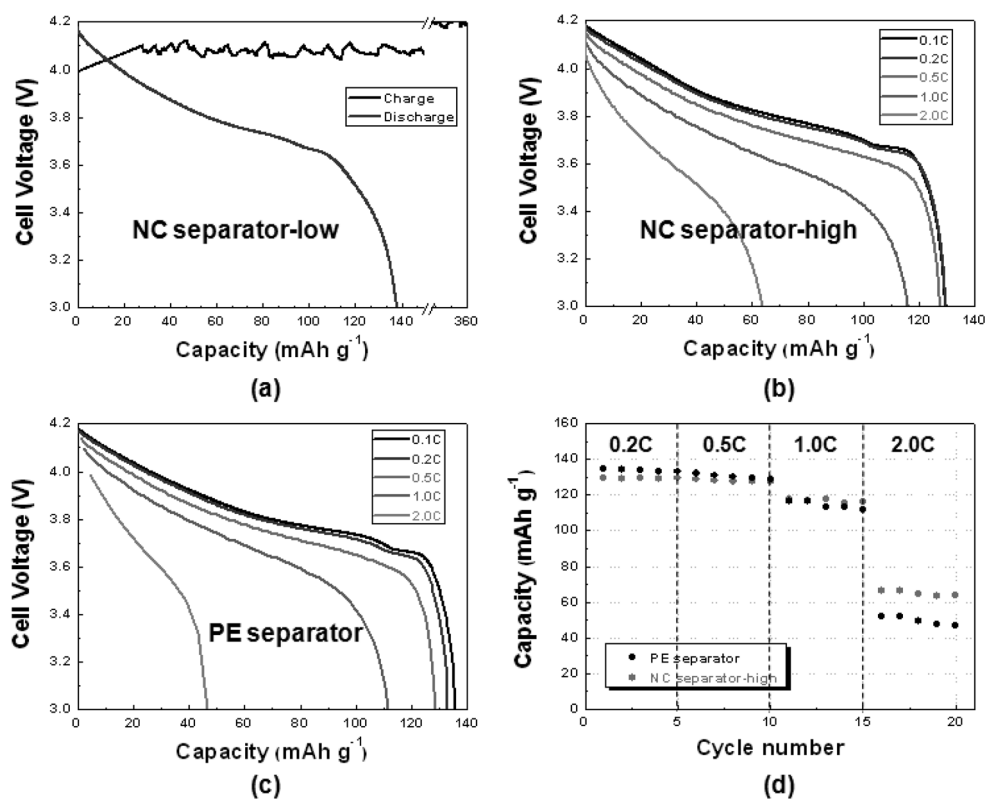 4.2
4.0
3.8
3.6
3.4
3.2
3.0
Cell Voltage (V)
Charge
Discharge
NC separator-low
0 20 40 60 80 100 120 140 360
Capacity (mAh g⁻¹)
(a)
4.2
4.0
3.8
3.6
3.4
3.2
3.0
Cell Voltage (V)
0.1C
0.2C
0.5C
1.0C
2.0C
NC separator-high
0 20 40 60 80 100 120 140
Capacity (mAh g⁻¹)
(b)
4.2
4.0
3.8
3.6
3.4
3.2
3.0
Cell Voltage (V)
0.1C
0.2C
0.5C
1.0C
2.0C
PE separator
0 20 40 60 80 100 120 140
Capacity (mAh g⁻¹)
(c)
160
140
120
100
80
60
40
20
0
Capacity (mAh g⁻¹)
0.2C 0.5C 1.0C 2.0C
PE separator
NC separator-high
0 5 10 15 20
Cycle number
(d)